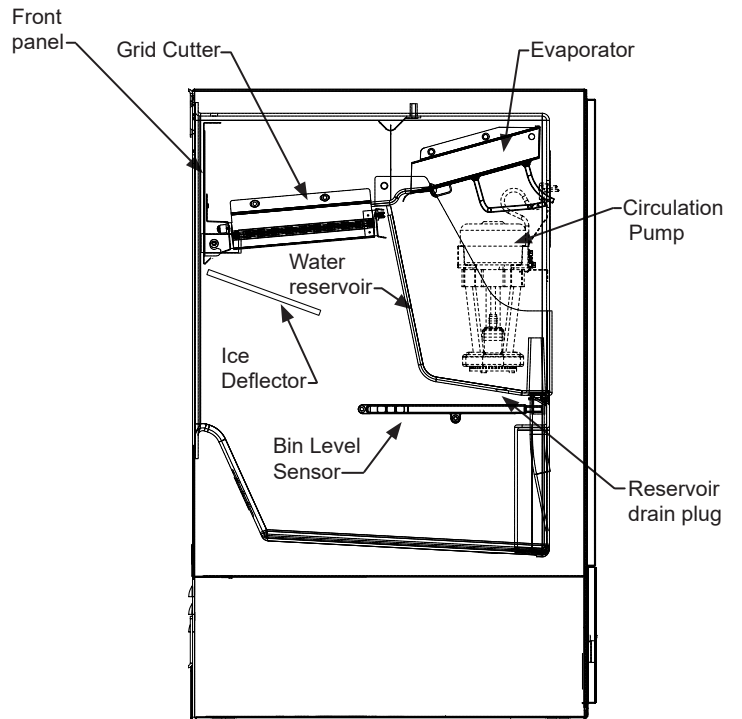 Front
panel
Grid Cutter
Evaporator
Circulation
Pump
Water
reservoir
Ice
Deflector
Bin Level
Sensor
Reservoir
drain plug